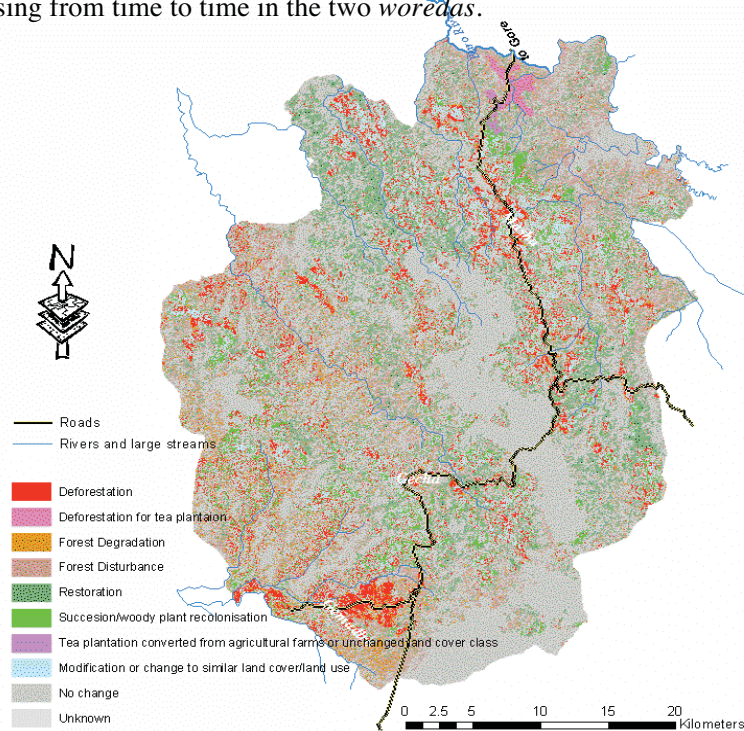 sing from time to time in the two woredas.
to Gore
N
Gecha
Roads
Rivers and large streams
Deforestation
Deforestation for tea plantaion
Forest Degradation
Forest Disturbance
Restoration
Succesion/woody plant recolonisation
Tea plantation converted from agricultural farms or unchanged land cover class
Modification or change to similar land cover/land use
No change
Unknown
0 2.5 5 10 15 20
Kilometers